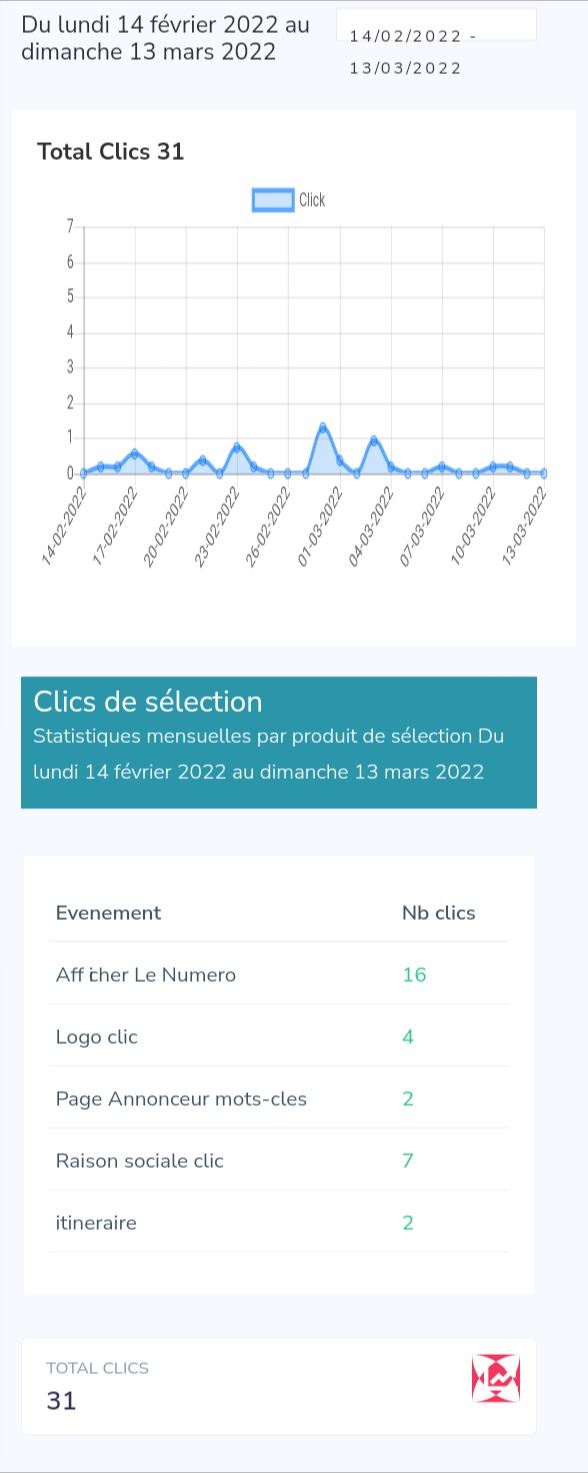 Du lundi 14 février 2022 au
dimanche 13 mars 2022
14/02/2022 -
13/03/2022
Total Clics 31
Click
7
6
5
4
3
2
1
0
14-02-2022
17-02-2022
20-02-2022
23-02-2022
26-02-2022
01-03-2022
04-03-2022
07-03-2022
10-03-2022
13-03-2022
Clics de sélection
Statistiques mensuelles par produit de sélection Du
lundi 14 février 2022 au dimanche 13 mars 2022
Evenement Nb clics
Afficher Le Numero 16
Logo clic 4
Page Annonceur mots-cles 2
Raison sociale clic 7
itineraire 2
TOTAL CLICS
31